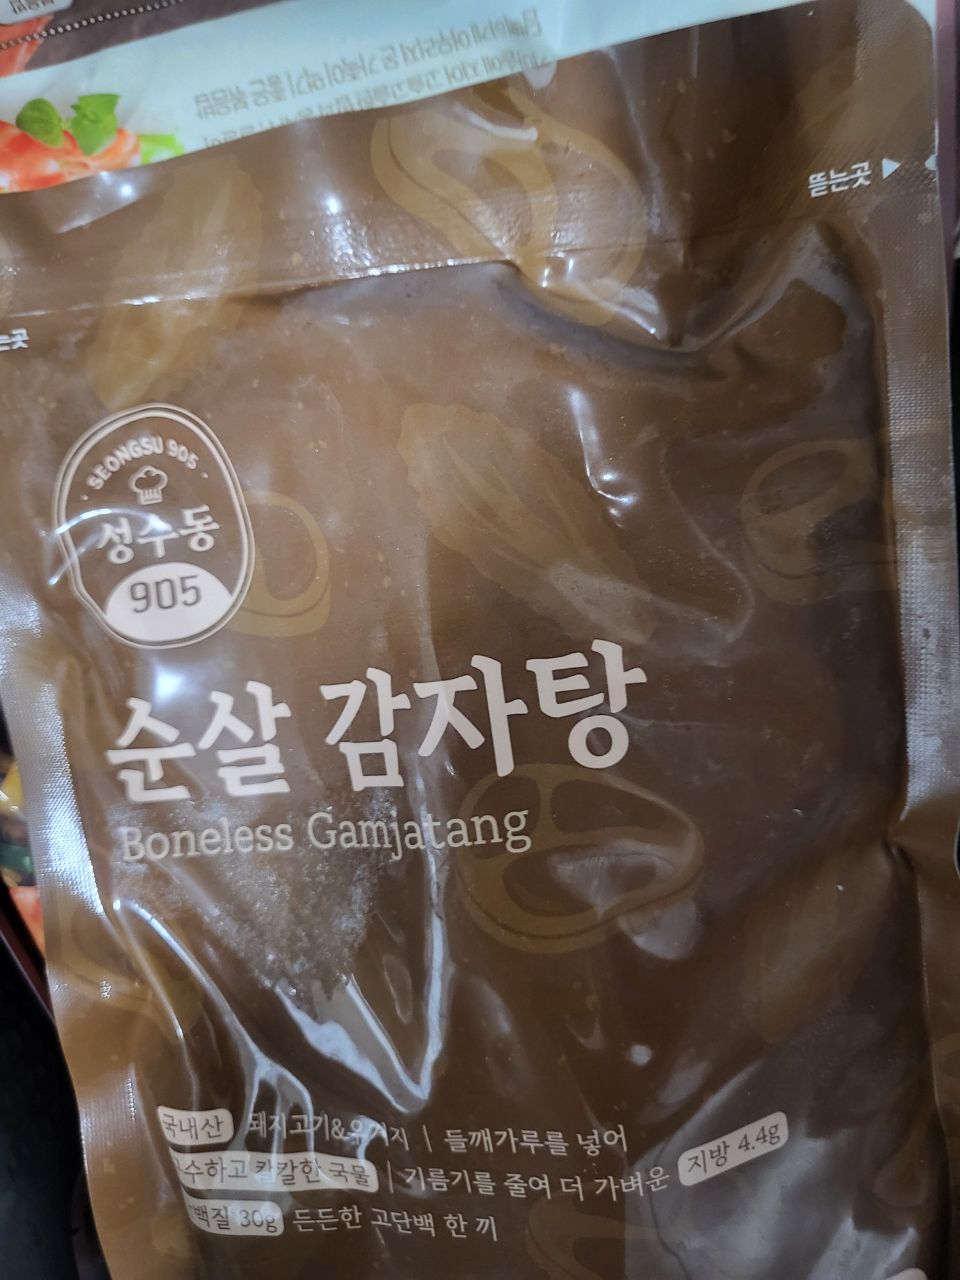 뜯는곳
는곳
SEONGSU 905
성수동
905
순살 감자탕
Boneless Gamjatang
국내산 돼지고기&우거지 | 들깨가루를 넣어
구수하고 칼칼한 국물 | 기름기를 줄여 더 가벼운 지방 4.4g
단백질 30g 든든한 고단백 한 끼